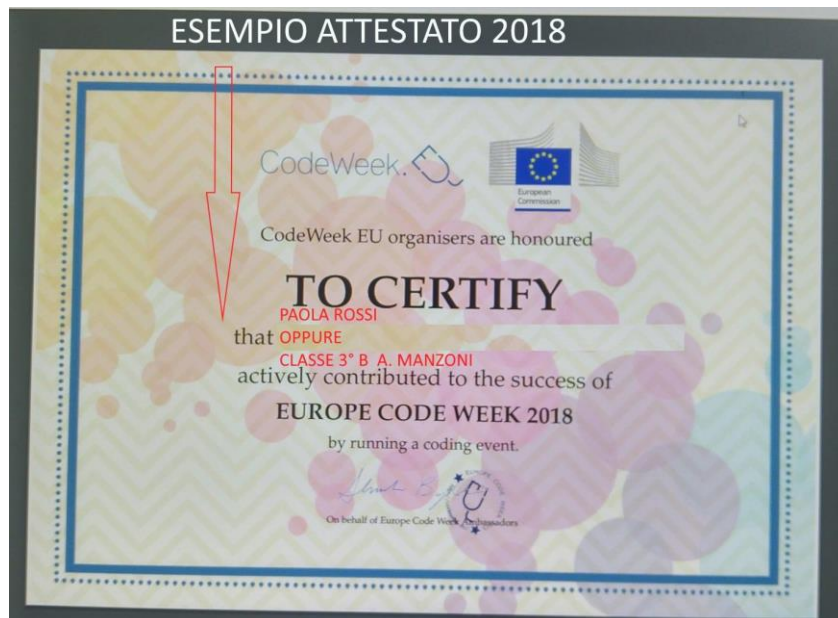 ESEMPIO ATTESTATO 2018
CodeWeek.EU
European
Commission
CodeWeek EU organisers are honoured
TO CERTIFY
PAOLA ROSSI
that OPPURE
CLASSE 3° B A. MANZONI
actively contributed to the success of
EUROPE CODE WEEK 2018
by running a coding event.
On behalf of Europe Code Week Ambassadors